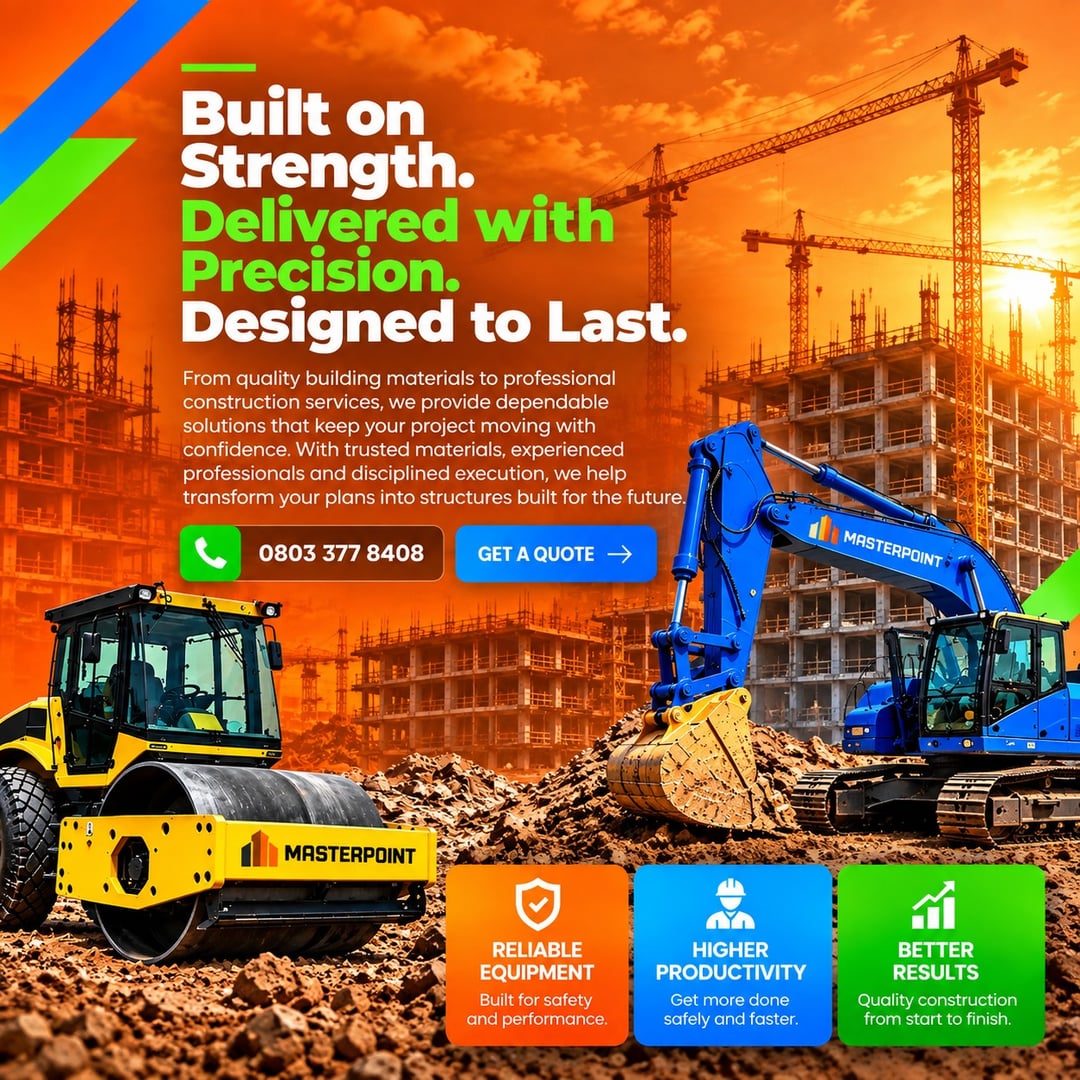 Built on
Strength.
Delivered with
Precision.
Designed to Last.
From quality building materials to professional
construction services, we provide dependable
solutions that keep your project moving with
confidence. With trusted materials, experienced
professionals and disciplined execution, we help
transform your plans into structures built for the future.
0803 377 8408
GET A QUOTE
MASTERPOINT
MASTERPOINT
RELIABLE
EQUIPMENT
Built for safety
and performance.
HIGHER
PRODUCTIVITY
Get more done
safely and faster.
BETTER
RESULTS
Quality construction
from start to finish.